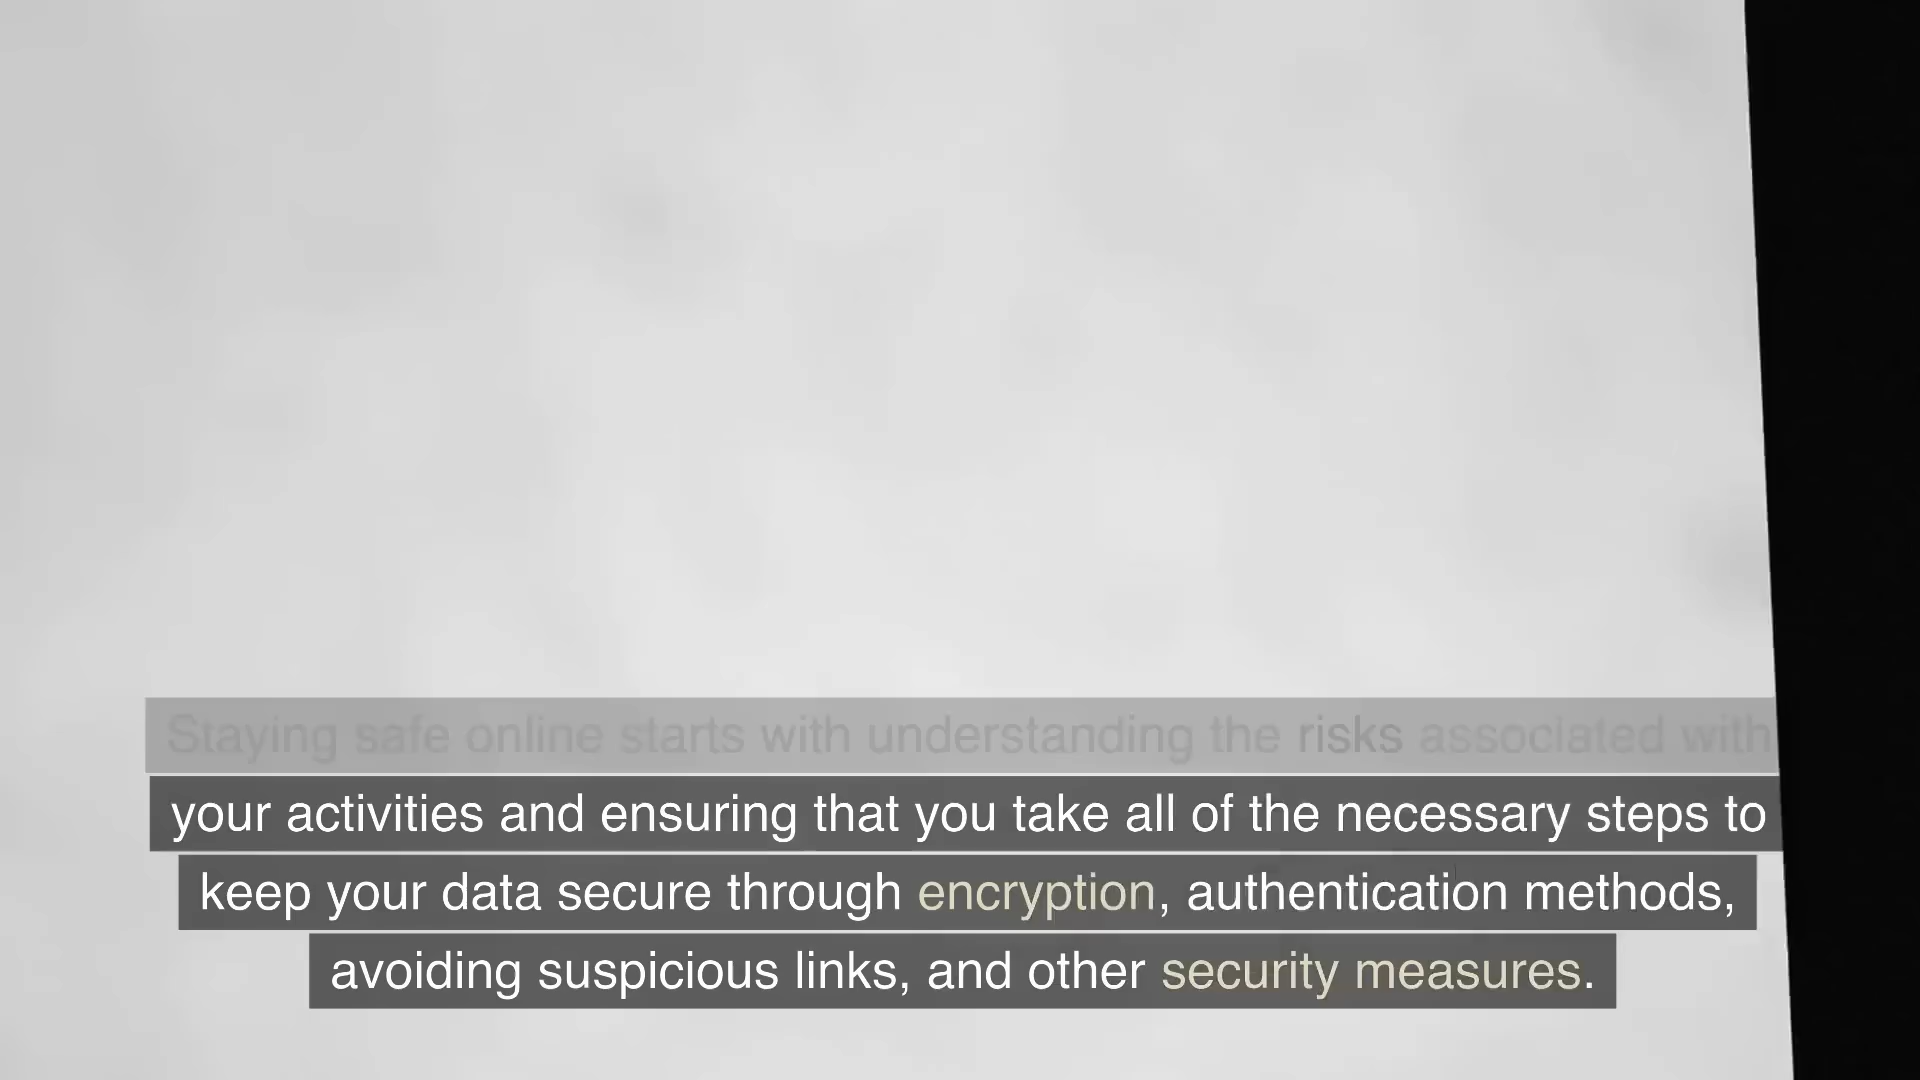 Staying safe online starts with understanding the risks associated with
your activities and ensuring that you take all of the necessary steps to
keep your data secure through encryption, authentication methods,
avoiding suspicious links, and other security measures.